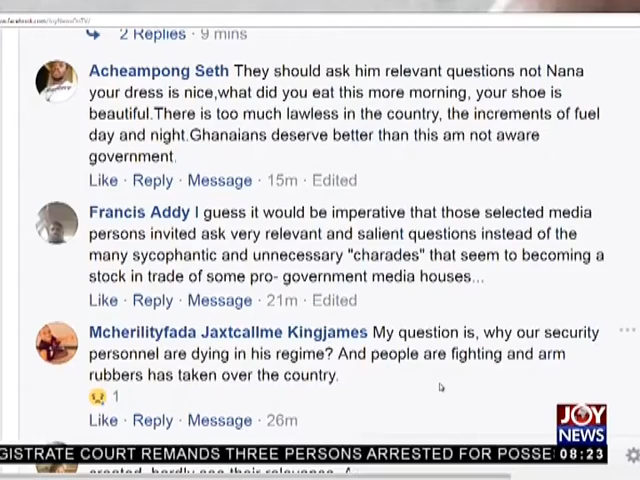 2 Replies · 9 mins
Acheampong Seth They should ask him relevant questions not Nana
your dress is nice,what did you eat this more morning, your shoe is
beautiful.There is too much lawless in the country, the increments of fuel
day and night.Ghanaians deserve better than this am not aware
government.
Like · Reply · Message · 15m · Edited
Francis Addy I guess it would be imperative that those selected media
persons invited ask very relevant and salient questions instead of the
many sycophantic and unnecessary "charades" that seem to becoming a
stock in trade of some pro- government media houses...
Like · Reply · Message · 21m · Edited
Mcherilityfada Jaxtcallme Kingjames My question is, why our security
personnel are dying in his regime? And people are fighting and arm
rubbers has taken over the country.
1
Like · Reply · Message · 26m
JOY
NEWS
GISTRATE COURT REMANDS THREE PERSONS ARRESTED FOR POSSE
08:23